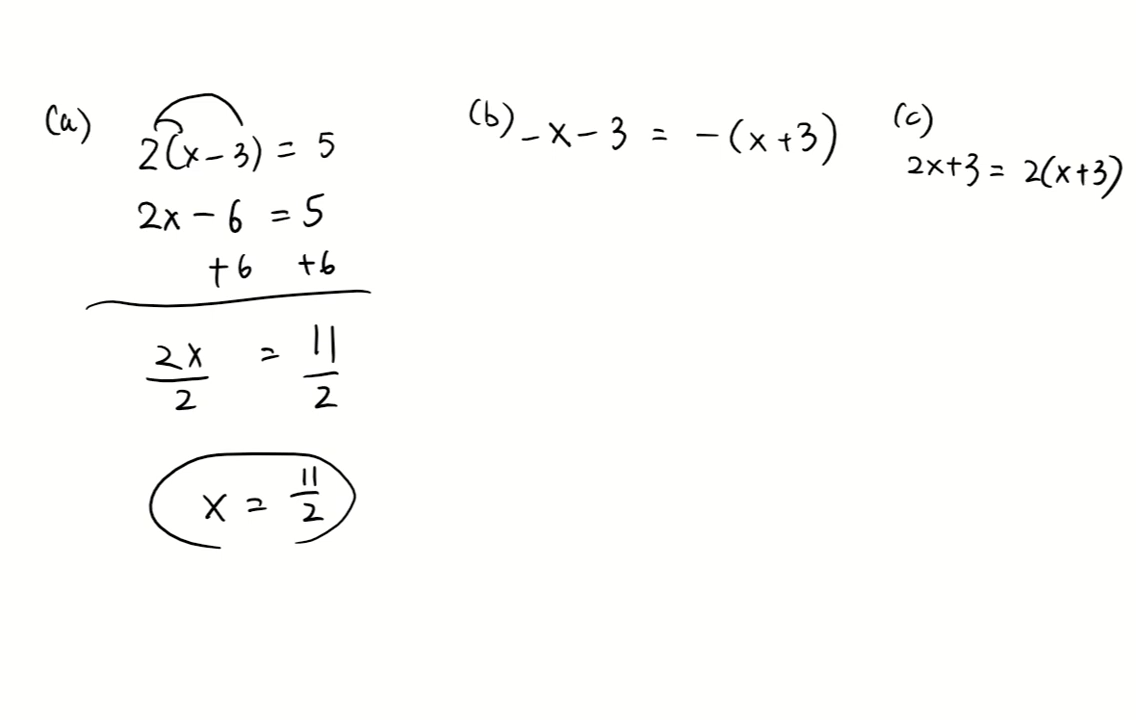 (a)
2(x-3) = 5
2x - 6 = 5
+6 +6
2x/2 = 11/2
x = 11/2
(b) -x-3 = -(x+3)
(c)
2x+3 = 2(x+3)